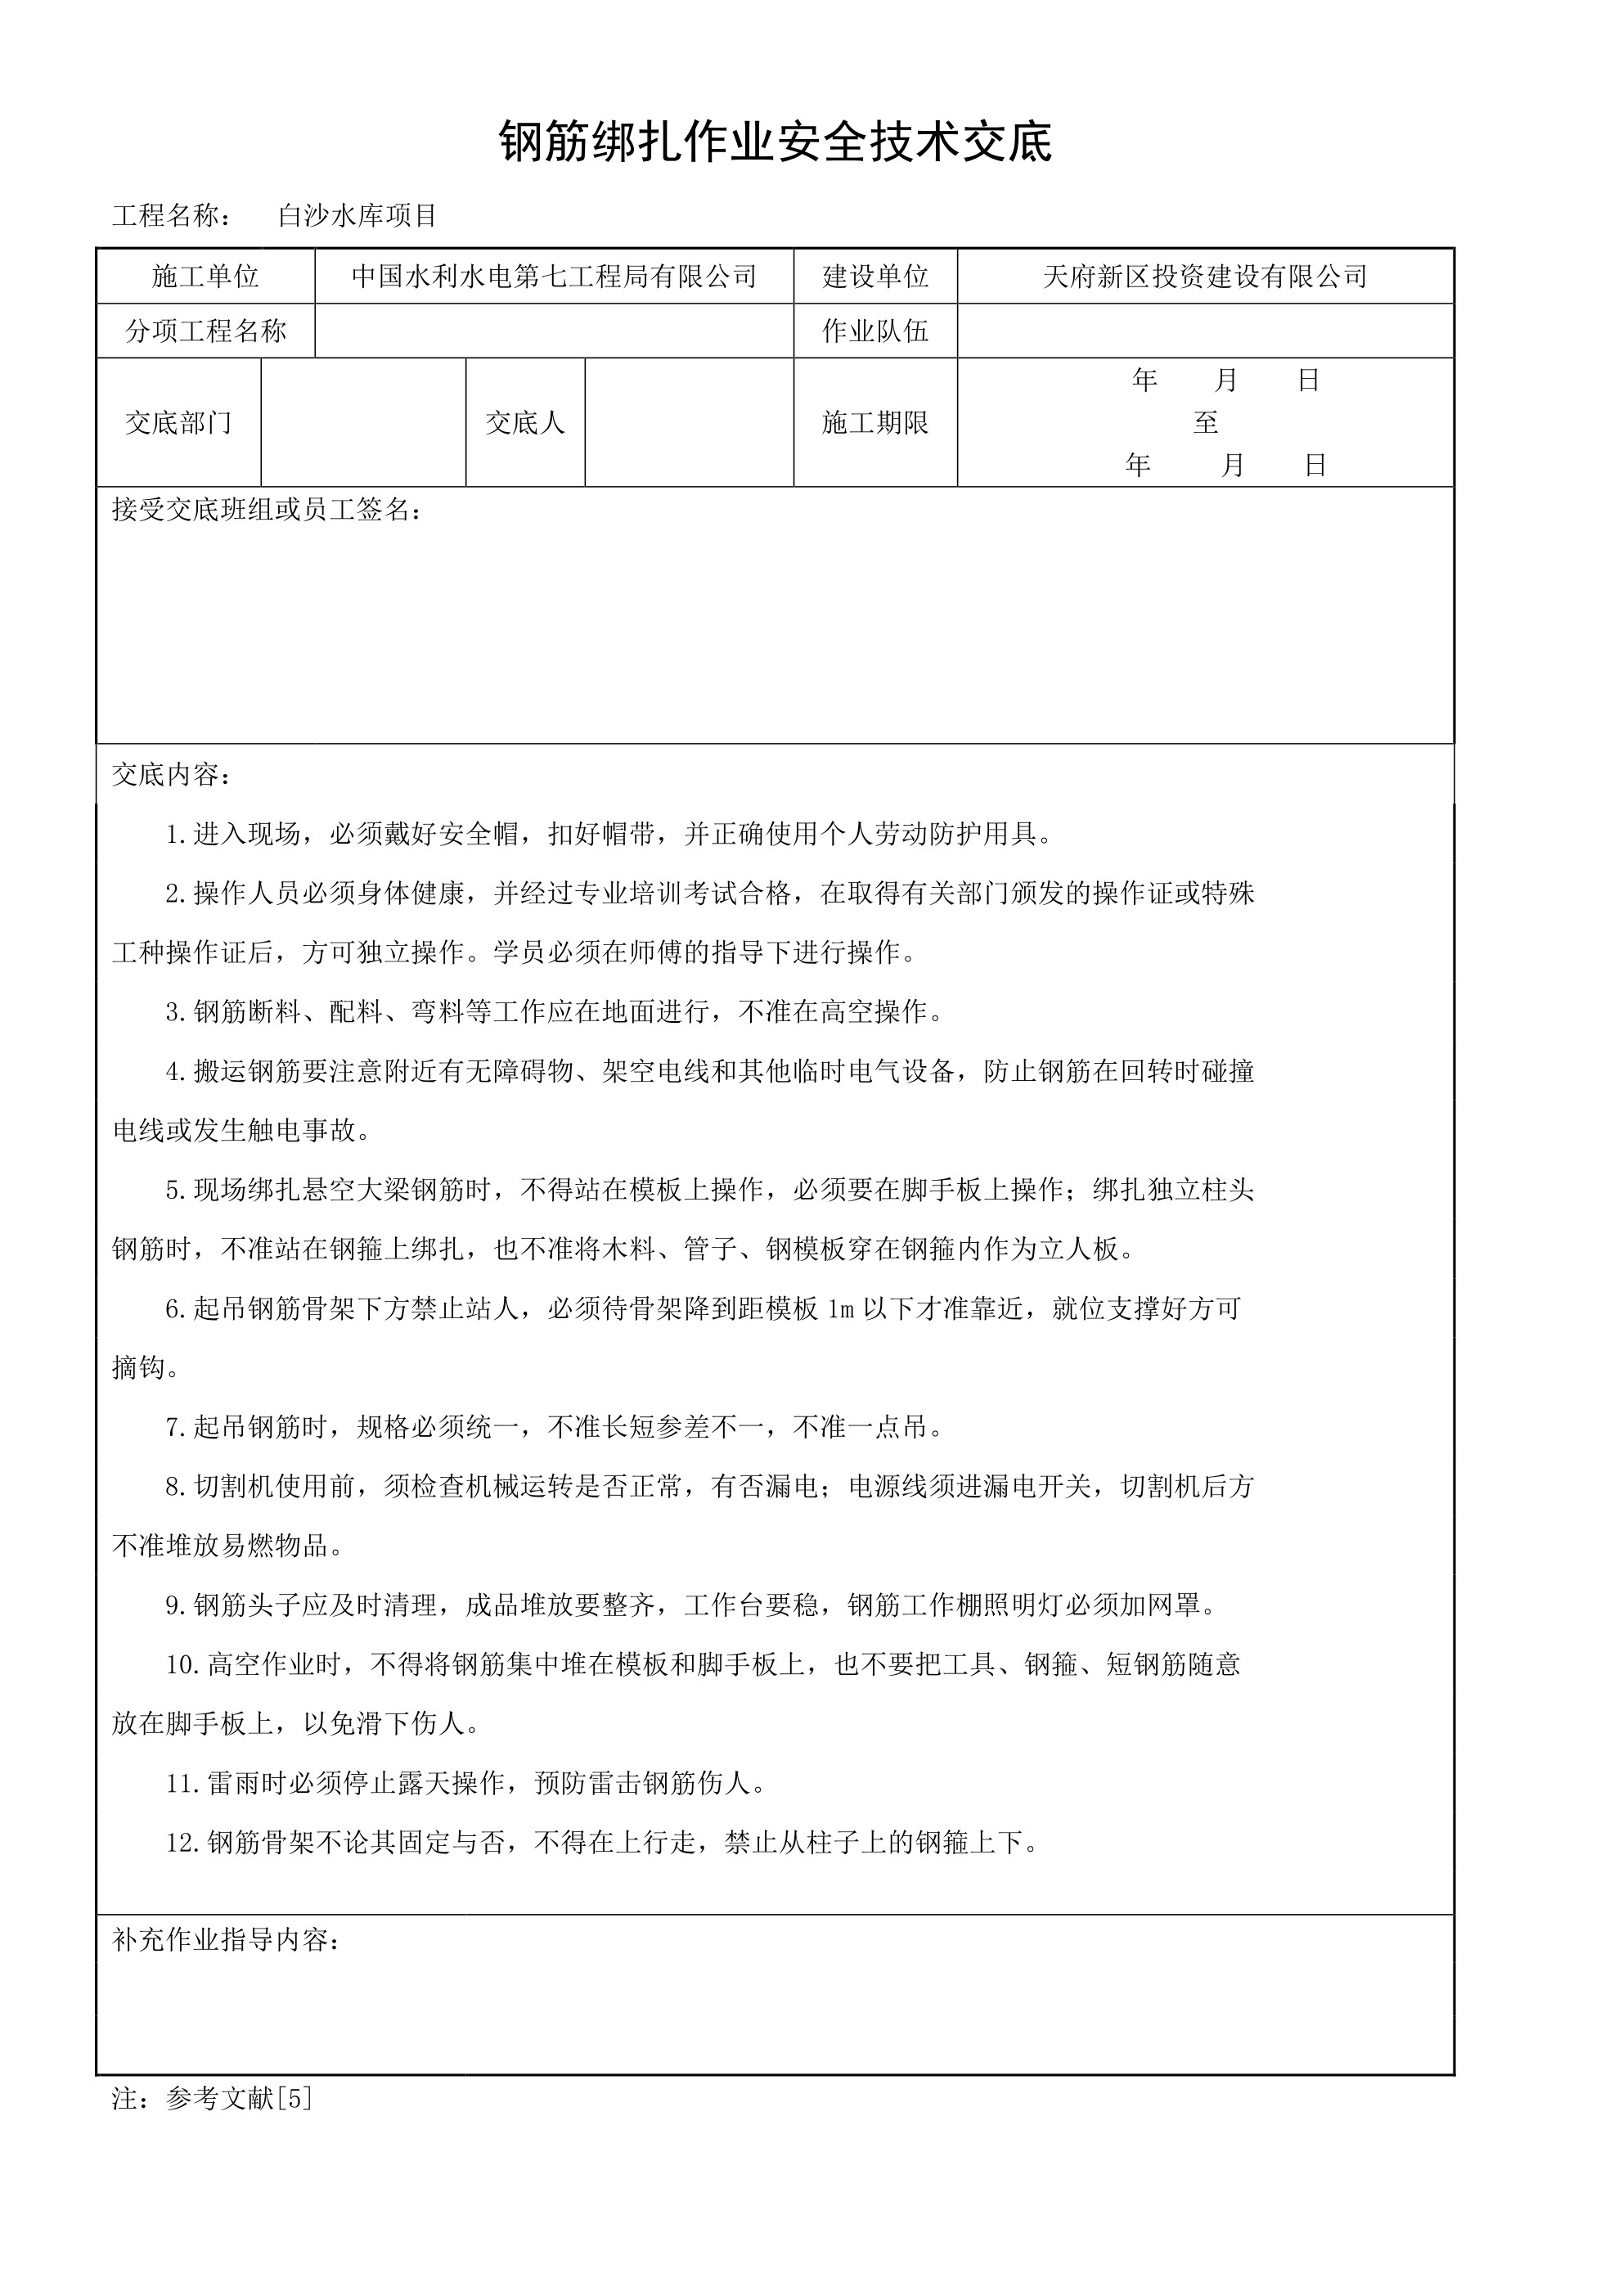 钢筋绑扎作业安全技术交底
工程名称： 白沙水库项目
施工单位 中国水利水电第七工程局有限公司 建设单位 天府新区投资建设有限公司
分项工程名称 作业队伍
年 月 日
交底部门 交底人 施工期限 至
年 月 日
接受交底班组或员工签名：
交底内容：
1.进入现场，必须戴好安全帽，扣好帽带，并正确使用个人劳动防护用具。
2.操作人员必须身体健康，并经过专业培训考试合格，在取得有关部门颁发的操作证或特殊
工种操作证后，方可独立操作。学员必须在师傅的指导下进行操作。
3.钢筋断料、配料、弯料等工作应在地面进行，不准在高空操作。
4.搬运钢筋要注意附近有无障碍物、架空电线和其他临时电气设备，防止钢筋在回转时碰撞
电线或发生触电事故。
5.现场绑扎悬空大梁钢筋时，不得站在模板上操作，必须要在脚手板上操作；绑扎独立柱头
钢筋时，不准站在钢箍上绑扎，也不准将木料、管子、钢模板穿在钢箍内作为立人板。
6.起吊钢筋骨架下方禁止站人，必须待骨架降到距模板 1m 以下才准靠近，就位支撑好方可
摘钩。
7.起吊钢筋时，规格必须统一，不准长短参差不一，不准一点吊。
8.切割机使用前，须检查机械运转是否正常，有否漏电；电源线须进漏电开关，切割机后方
不准堆放易燃物品。
9.钢筋头子应及时清理，成品堆放要整齐，工作台要稳，钢筋工作棚照明灯必须加网罩。
10.高空作业时，不得将钢筋集中堆在模板和脚手板上，也不要把工具、钢箍、短钢筋随意
放在脚手板上，以免滑下伤人。
11.雷雨时必须停止露天操作，预防雷击钢筋伤人。
12.钢筋骨架不论其固定与否，不得在上行走，禁止从柱子上的钢箍上下。
补充作业指导内容：
注：参考文献[5]